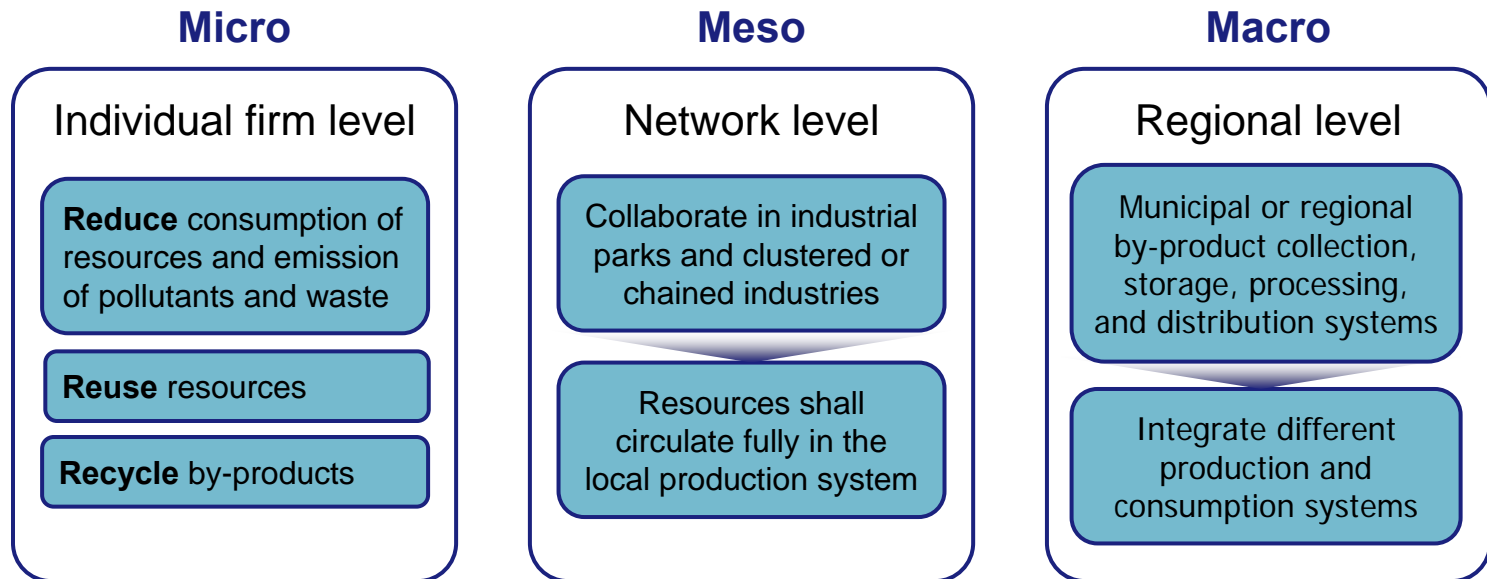 Micro
Individual firm level
Reduce consumption of
resources and emission
of pollutants and waste
Reuse resources
Recycle by-products
Meso
Network level
Collaborate in industrial
parks and clustered or
chained industries
Resources shall
circulate fully in the
local production system
Macro
Regional level
Municipal or regional
by-product collection,
storage, processing,
and distribution systems
Integrate different
production and
consumption systems